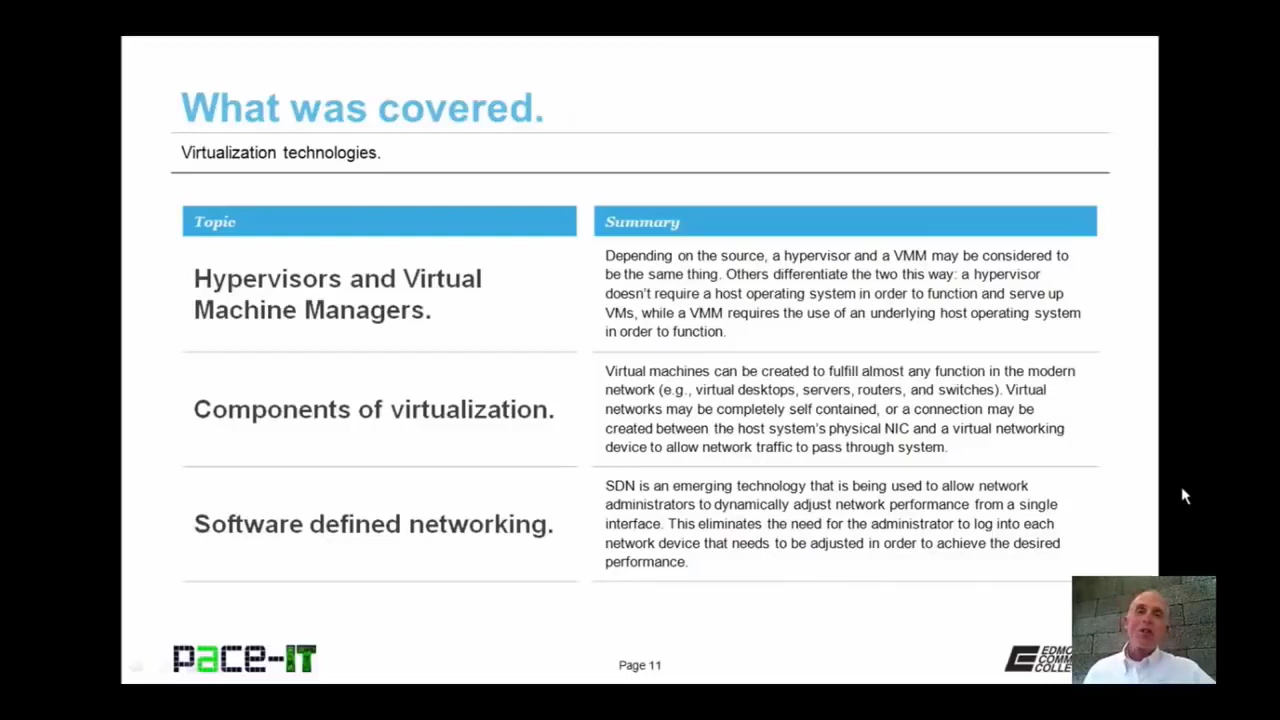 What was covered.
Virtualization technologies.
Topic
Summary
Hypervisors and Virtual
Machine Managers.
Depending on the source, a hypervisor and a VMM may be considered to
be the same thing. Others differentiate the two this way: a hypervisor
doesn't require a host operating system in order to function and serve up
VMs, while a VMM requires the use of an underlying host operating system
in order to function.
Components of virtualization.
Virtual machines can be created to fulfill almost any function in the modern
network (e.g., virtual desktops, servers, routers, and switches). Virtual
networks may be completely self contained, or a connection may be
created between the host system's physical NIC and a virtual networking
device to allow network traffic to pass through system.
Software defined networking.
SDN is an emerging technology that is being used to allow network
administrators to dynamically adjust network performance from a single
interface. This eliminates the need for the administrator to log into each
network device that needs to be adjusted in order to achieve the desired
performance.
pace-IT
Page 11